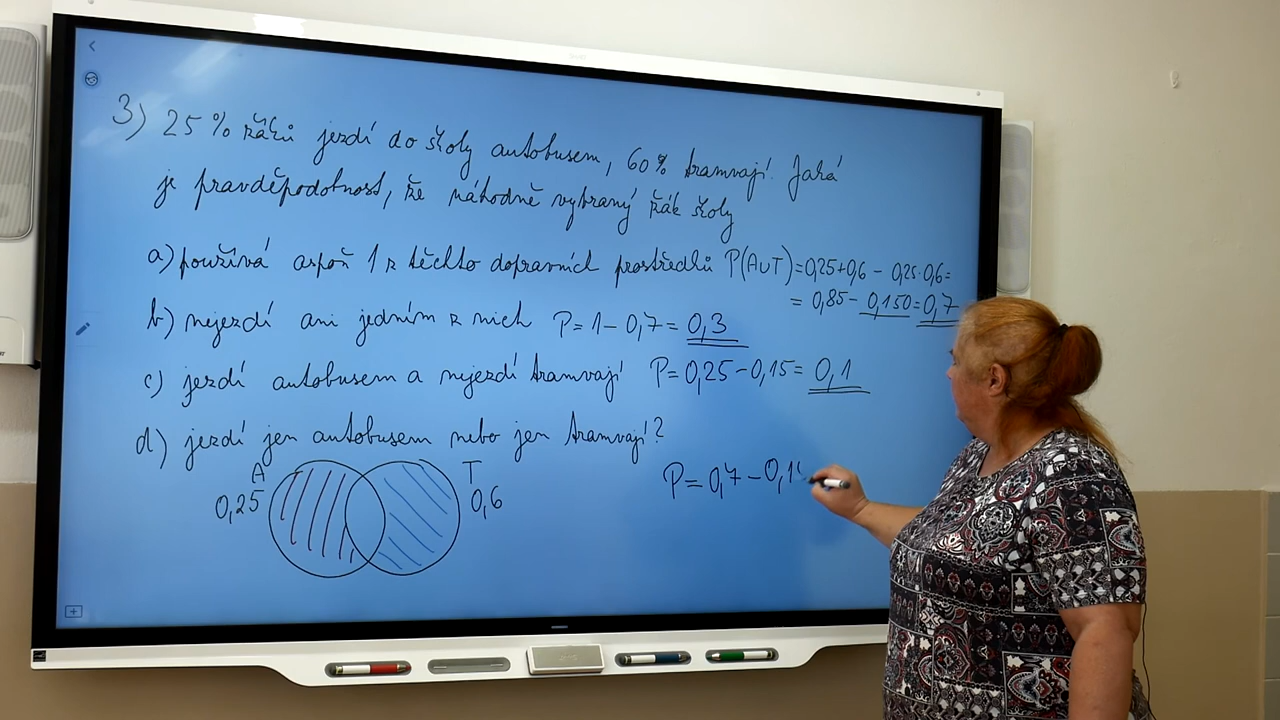 3) 25 % žáků jezdí do školy autobusem, 60 % tramvají. Jaká
je pravděpodobnost, že náhodně vybraný žák školy
a) používá aspoň 1 z těchto dopravních prostředků P(A∪T)=0,25+0,6 - 0,25·0,6=
= 0,85 - 0,150 = 0,7
b) nejezdí ani jedním z nich P = 1 - 0,7 = 0,3
c) jezdí autobusem a nejezdí tramvají P = 0,25 - 0,15 = 0,1
d) jezdí jen autobusem nebo jen tramvají?
A T
0,25 0,6
P = 0,7 - 0,1